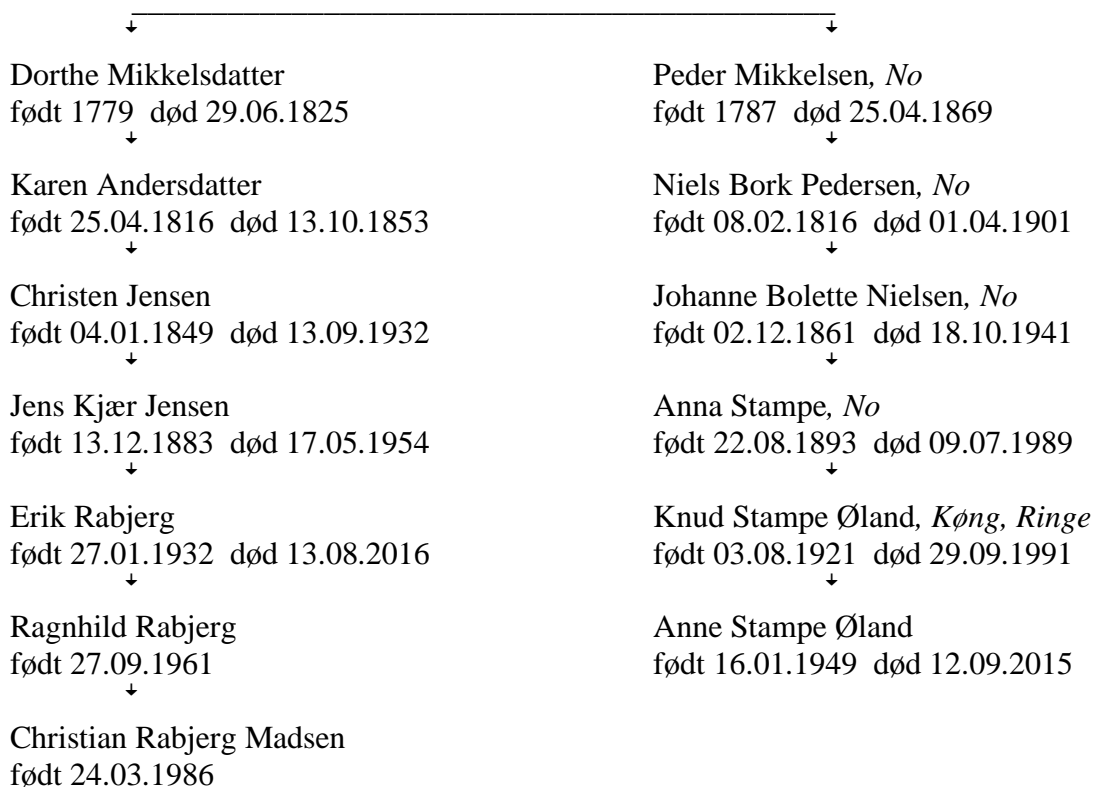 Dorthe Mikkelsdatter
født 1779  død 29.06.1825
Karen Andersdatter
født 25.04.1816  død 13.10.1853
Christen Jensen
født 04.01.1849  død 13.09.1932
Jens Kjær Jensen
født 13.12.1883  død 17.05.1954
Erik Rabjerg
født 27.01.1932  død 13.08.2016
Ragnhild Rabjerg
født 27.09.1961
Christian Rabjerg Madsen
født 24.03.1986
Peder Mikkelsen, No
født 1787  død 25.04.1869
Niels Bork Pedersen, No
født 08.02.1816  død 01.04.1901
Johanne Bolette Nielsen, No
født 02.12.1861  død 18.10.1941
Anna Stampe, No
født 22.08.1893  død 09.07.1989
Knud Stampe Øland, Køng, Ringe
født 03.08.1921  død 29.09.1991
Anne Stampe Øland
født 16.01.1949  død 12.09.2015